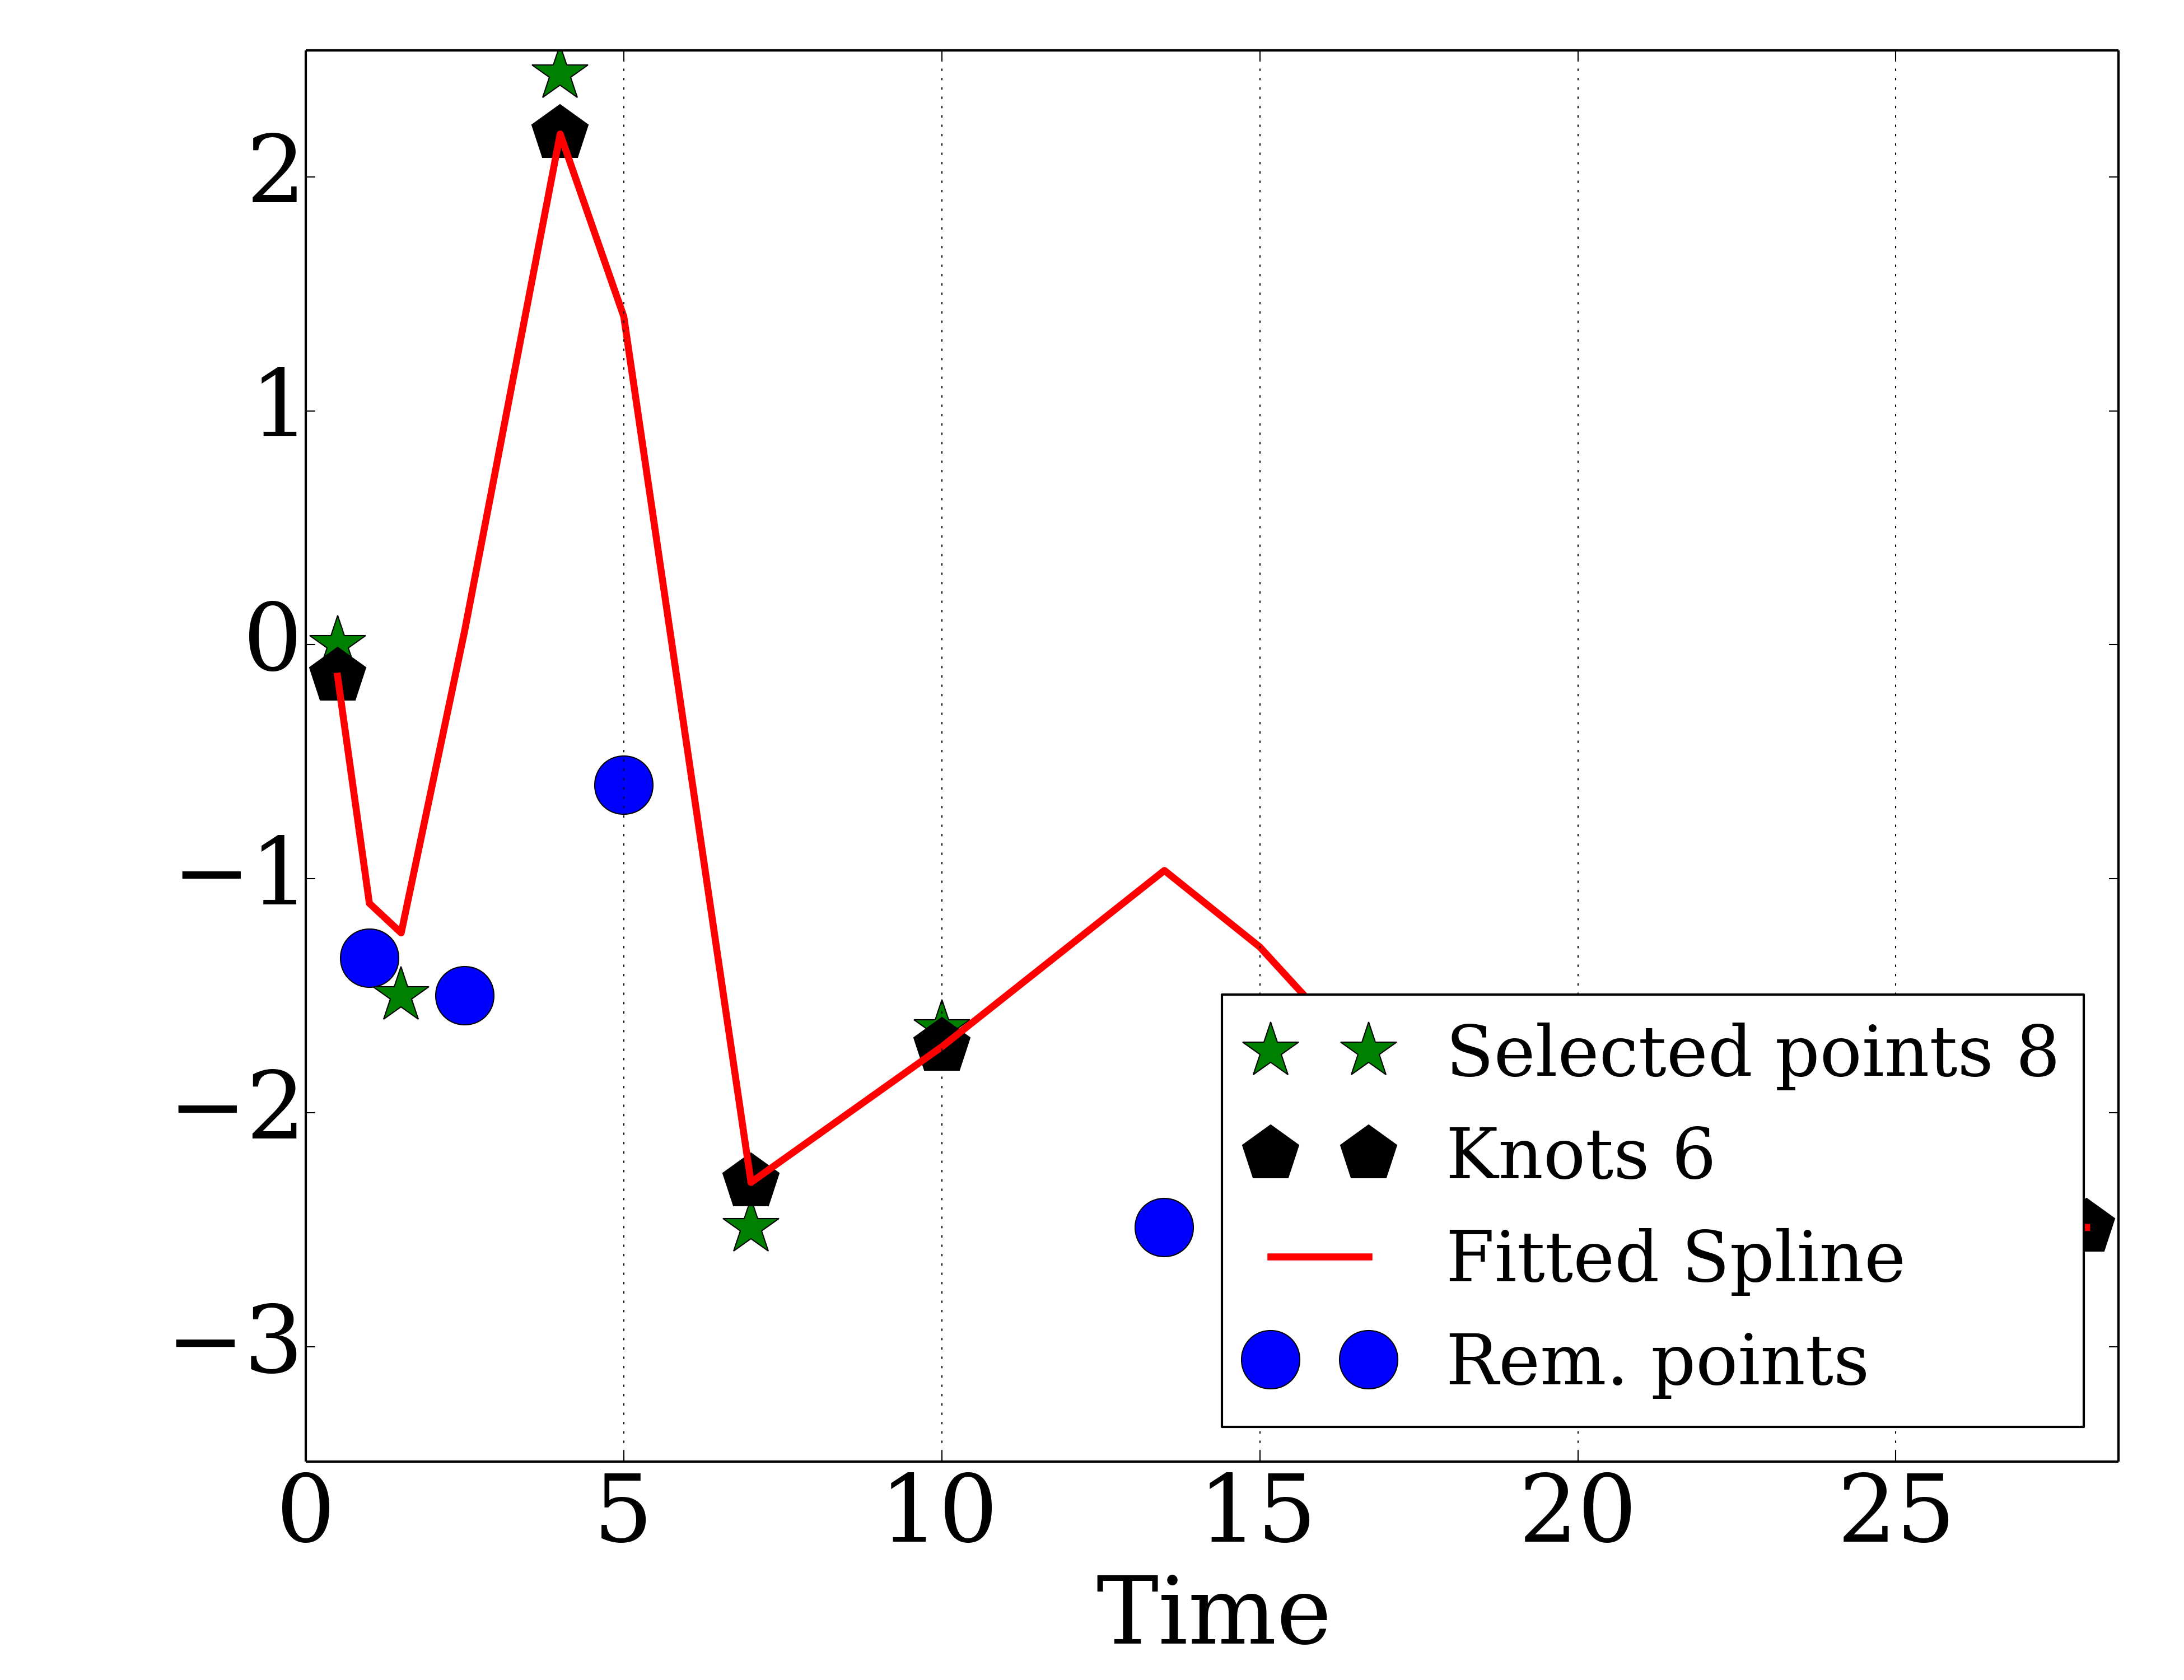 2
1
0
−1
−2
−3
0 5 10 15 20 25
Time
Selected points 8
Knots 6
Fitted Spline
Rem. points